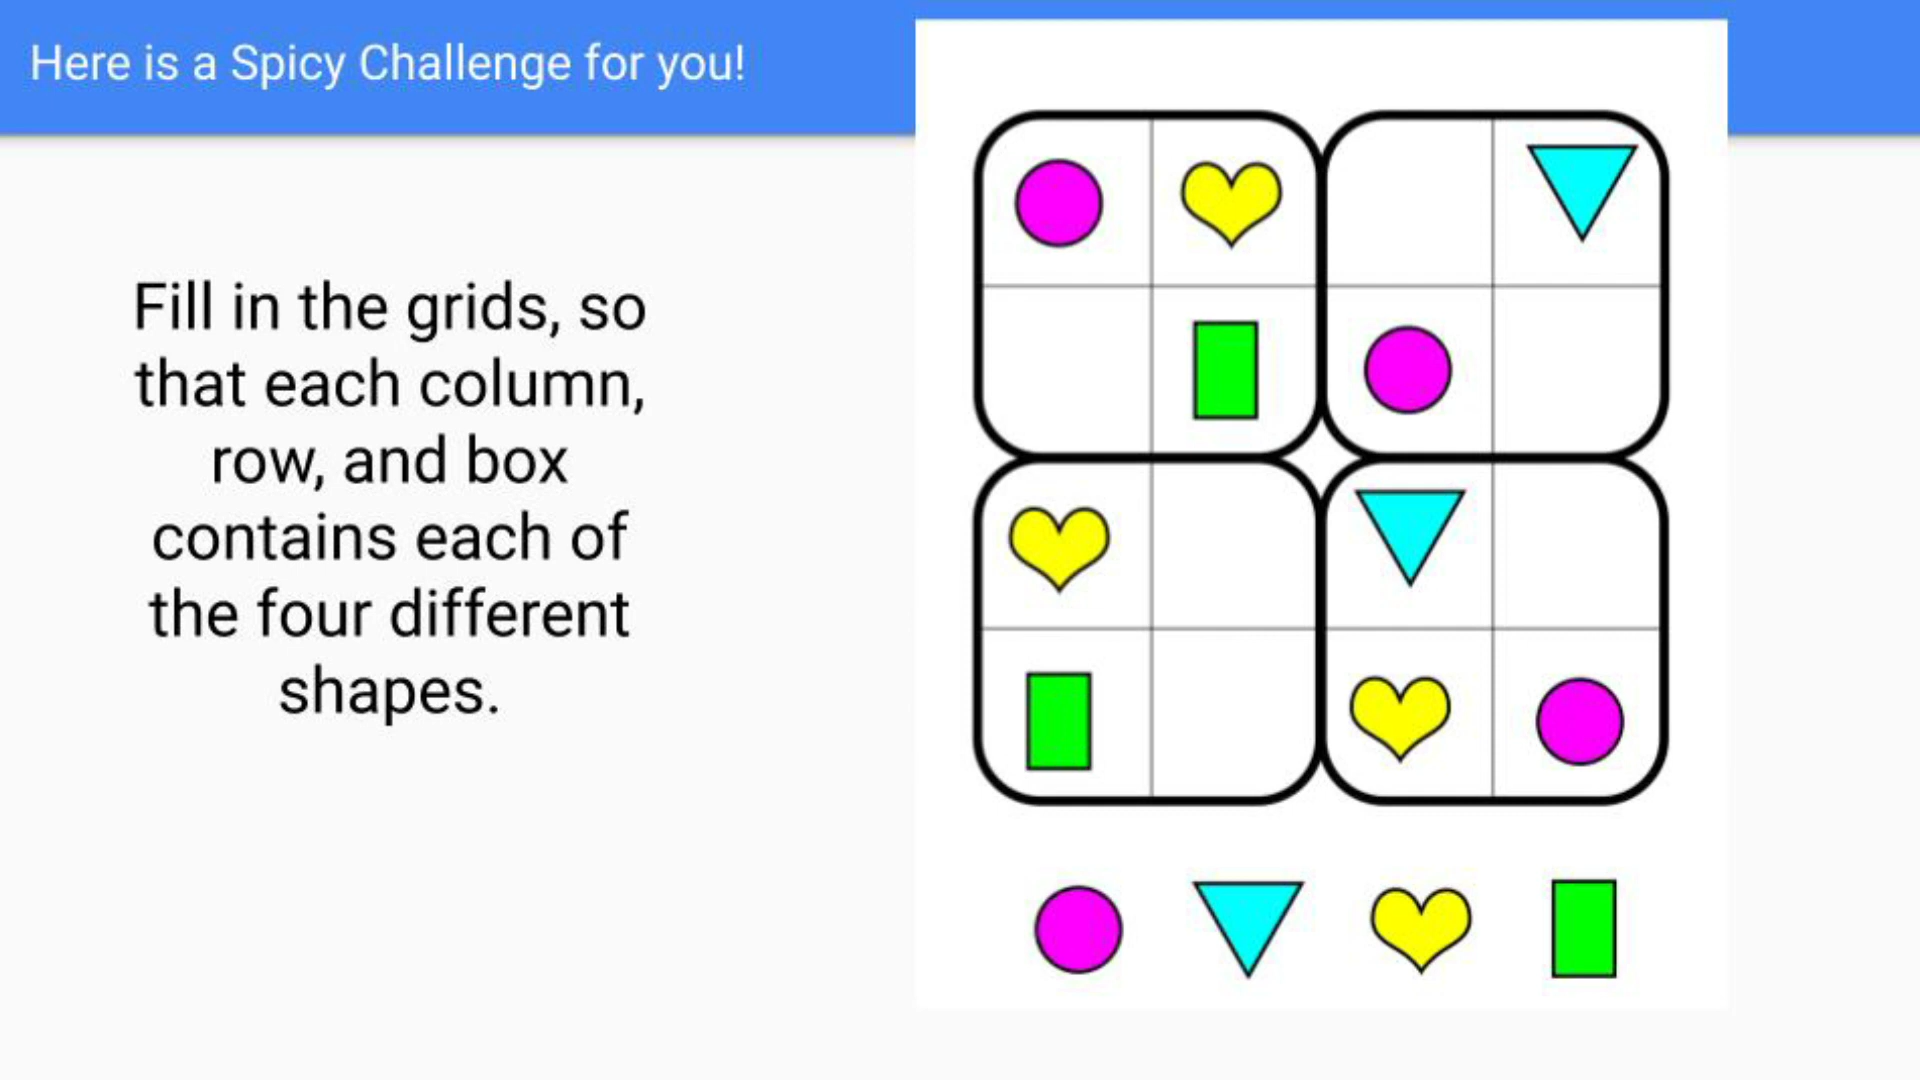 Here is a Spicy Challenge for you!
Fill in the grids, so
that each column,
row, and box
contains each of
the four different
shapes.